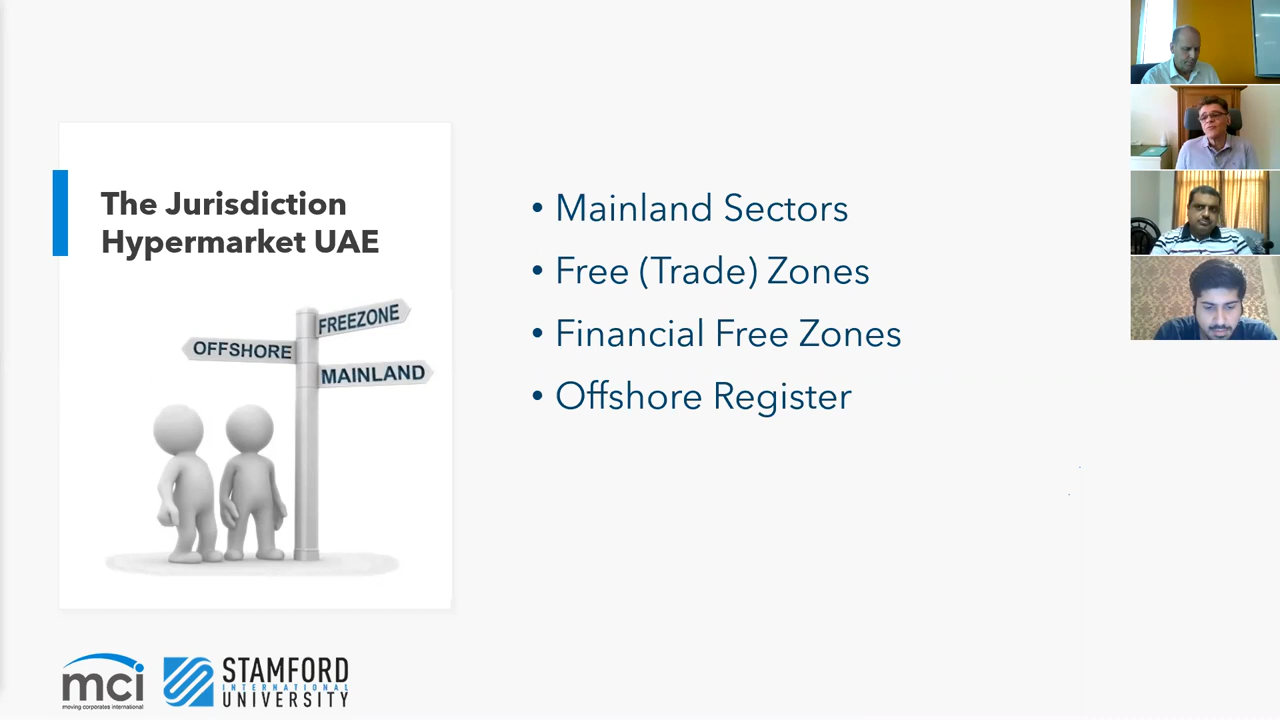 The Jurisdiction
Hypermarket UAE
FREEZONE
OFFSHORE
MAINLAND
• Mainland Sectors
• Free (Trade) Zones
• Financial Free Zones
• Offshore Register
mci
moving corporates international
STAMFORD
INTERNATIONAL
UNIVERSITY